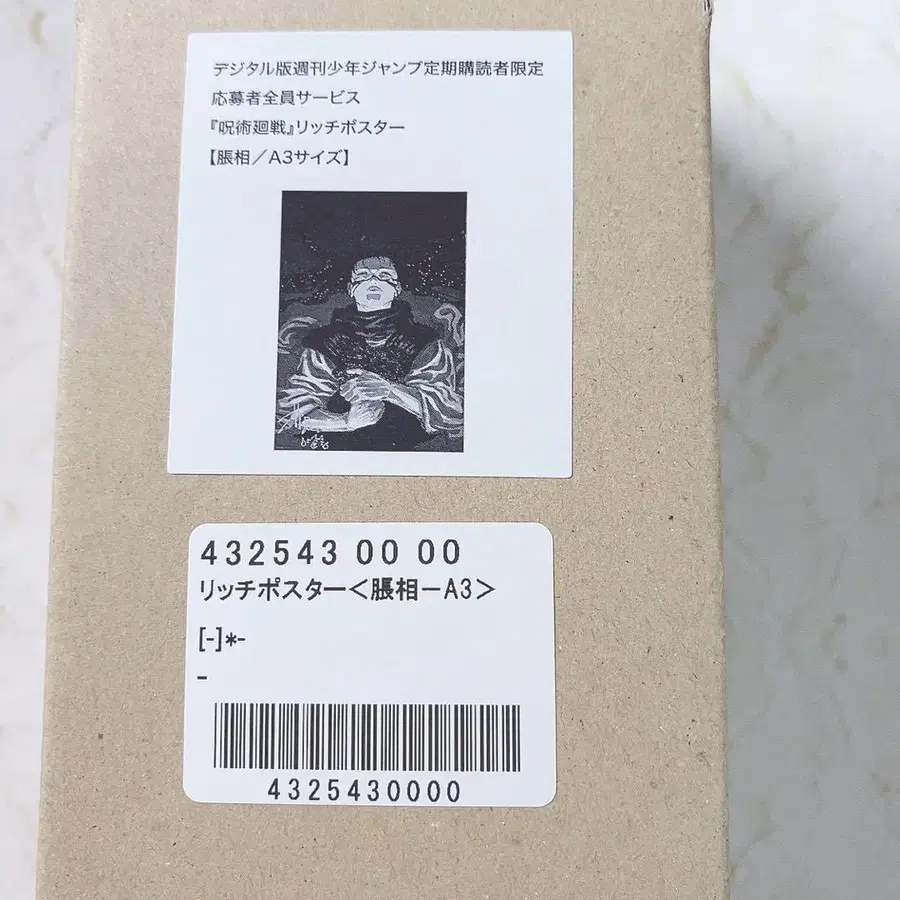 デジタル版週刊少年ジャンプ定期購読者限定
応募者全員サービス
『呪術廻戦』リッチポスター
【脹相／A3サイズ】
432543 00 00
リッチポスター＜脹相－A3＞
[-]*-
-
4325430000